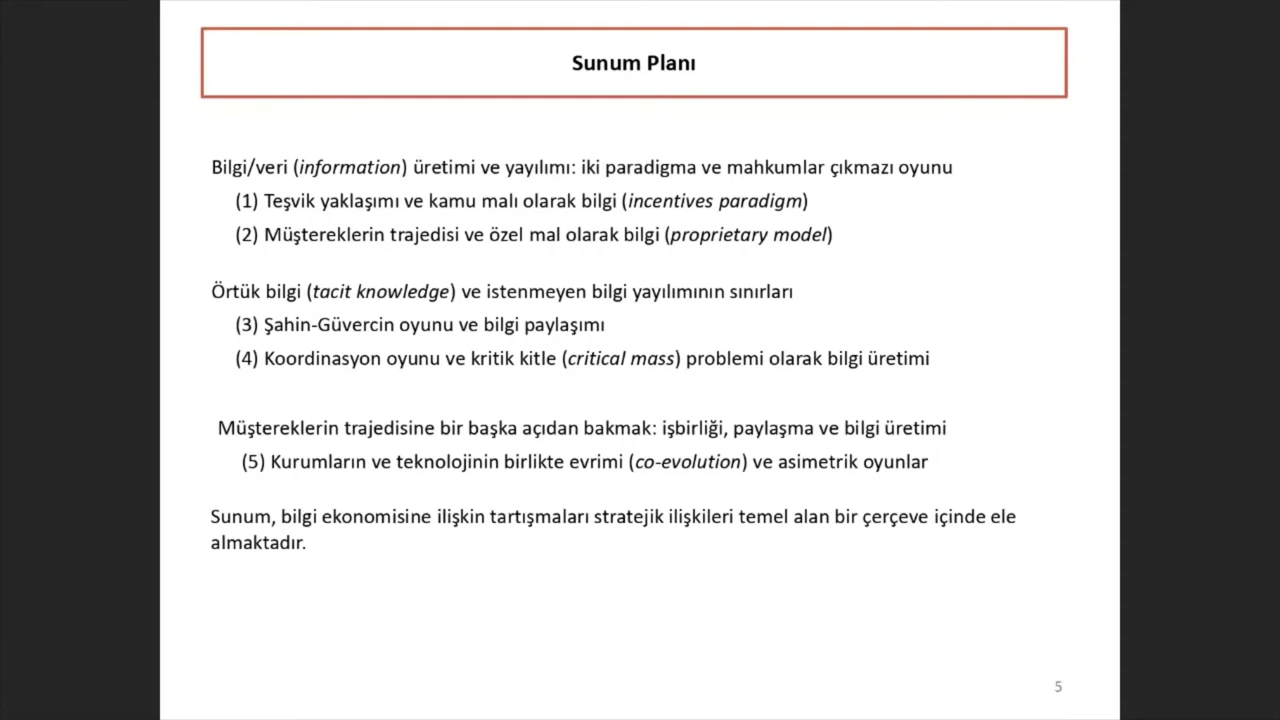 Sunum Planı
Bilgi/veri (information) üretimi ve yayılımı: iki paradigma ve mahkumlar çıkmazı oyunu
(1) Teşvik yaklaşımı ve kamu malı olarak bilgi (incentives paradigm)
(2) Müştereklerin trajedisi ve özel mal olarak bilgi (proprietary model)
Örtük bilgi (tacit knowledge) ve istenmeyen bilgi yayılımının sınırları
(3) Şahin-Güvercin oyunu ve bilgi paylaşımı
(4) Koordinasyon oyunu ve kritik kitle (critical mass) problemi olarak bilgi üretimi
Müştereklerin trajedisine bir başka açıdan bakmak: işbirliği, paylaşma ve bilgi üretimi
(5) Kurumların ve teknolojinin birlikte evrimi (co-evolution) ve asimetrik oyunlar
Sunum, bilgi ekonomisine ilişkin tartışmaları stratejik ilişkileri temel alan bir çerçeve içinde ele
almaktadır.
5